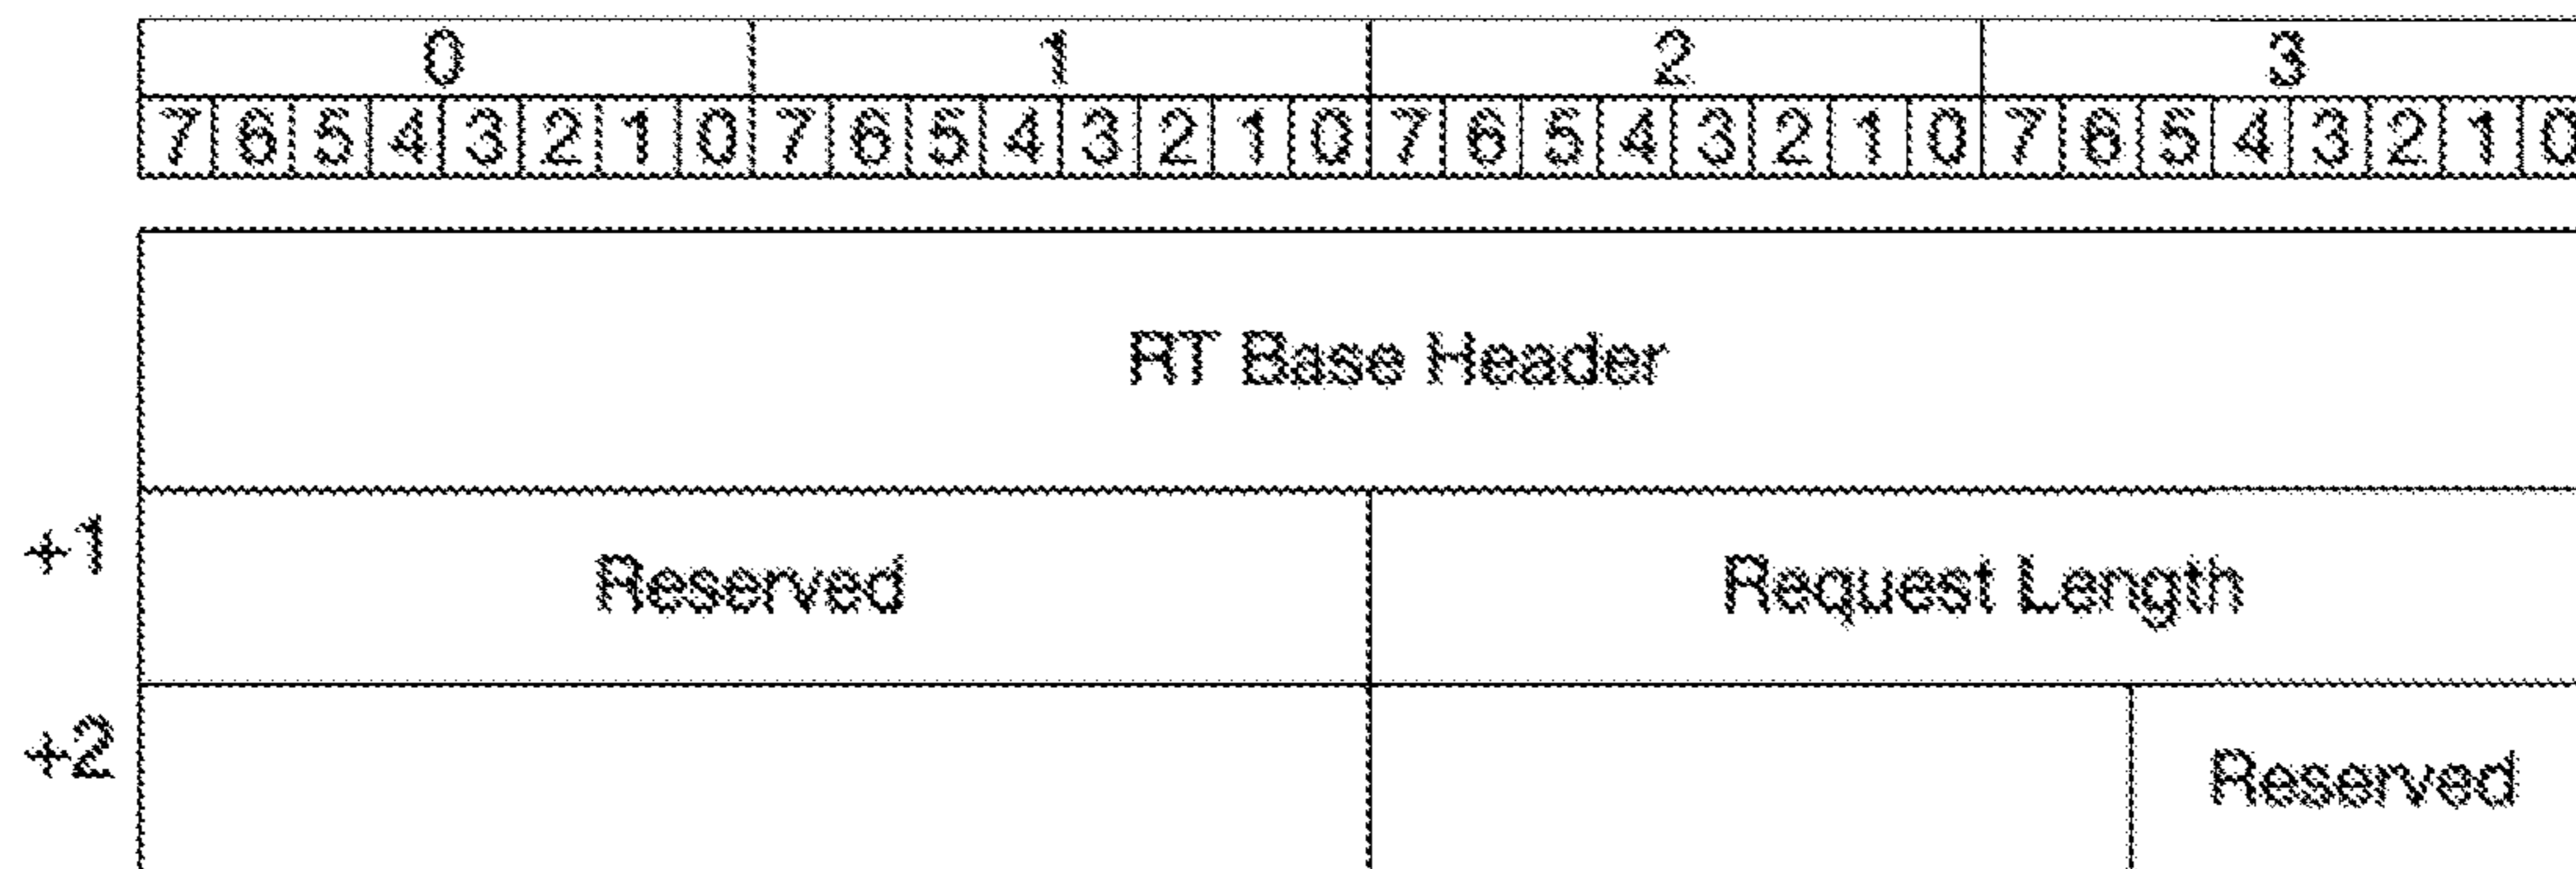 0 1 2 3
7 6 5 4 3 2 1 0 7 6 5 4 3 2 1 0 7 6 5 4 3 2 1 0 7 6 5 4 3 2 1 0
RT Base Header
+1 Reserved Request Length
+2 Reserved